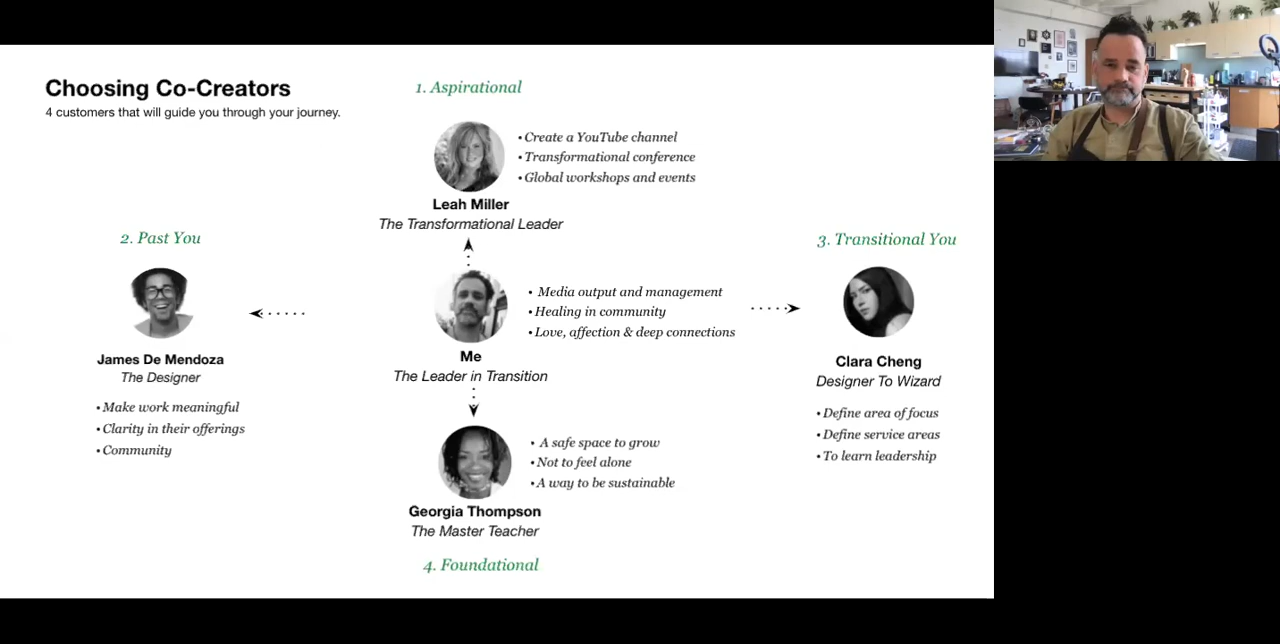 Choosing Co-Creators
4 customers that will guide you through your journey.
1. Aspirational
• Create a YouTube channel
• Transformational conference
• Global workshops and events
Leah Miller
The Transformational Leader
2. Past You
James De Mendoza
The Designer
• Make work meaningful
• Clarity in their offerings
• Community
• Media output and management
• Healing in community
• Love, affection & deep connections
Me
The Leader in Transition
3. Transitional You
Clara Cheng
Designer To Wizard
• Define area of focus
• Define service areas
• To learn leadership
• A safe space to grow
• Not to feel alone
• A way to be sustainable
Georgia Thompson
The Master Teacher
4. Foundational